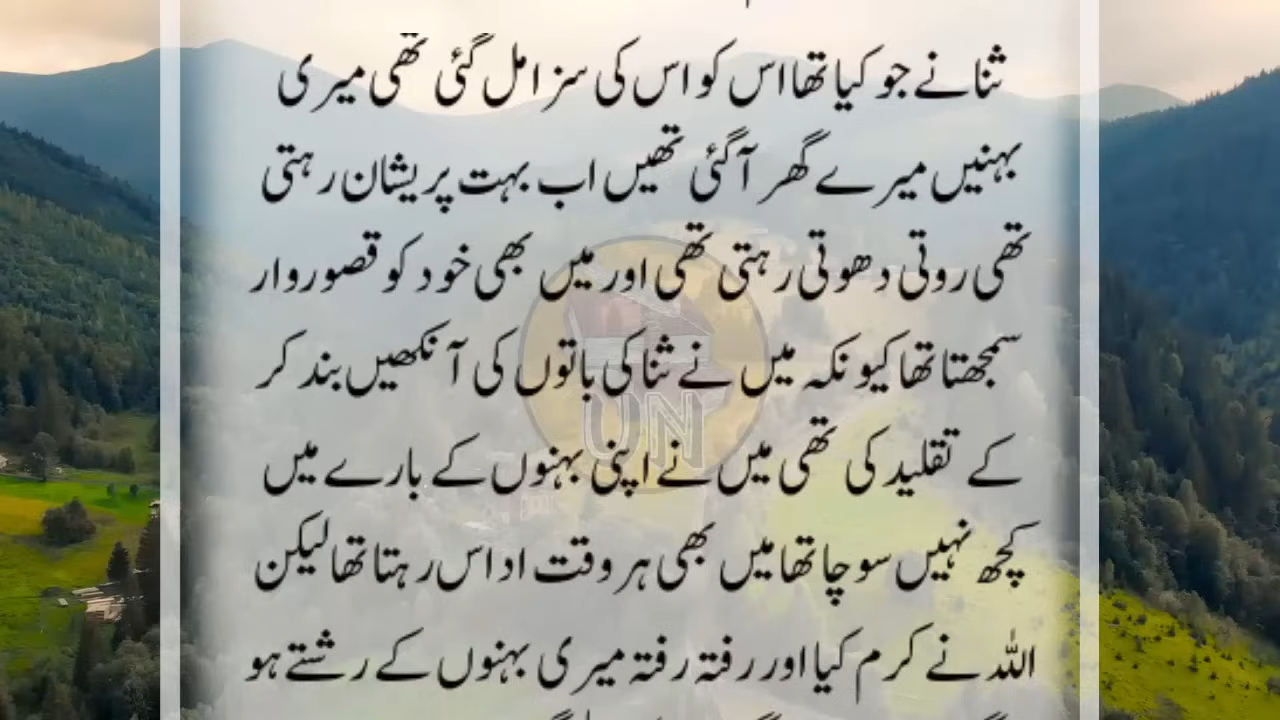 ثنا نے جو کیا تھا اس کو اس کی سزا مل گئی تھی میری
بہنیں میرے گھر آ گئی تھیں اب بہت پریشان رہتی
تھی روتی دھوتی رہتی تھی اور میں بھی خود کو قصوروار
سمجھتا تھا کیونکہ میں نے ثنا کی باتوں کی آنکھیں بند کر
کے تقلید کی تھی میں نے اپنی بہنوں کے بارے میں
کچھ نہیں سوچا تھا میں بھی ہر وقت اداس رہتا تھا لیکن
اللہ نے کرم کیا اور رفتہ رفتہ میری بہنوں کے رشتے ہو
UN